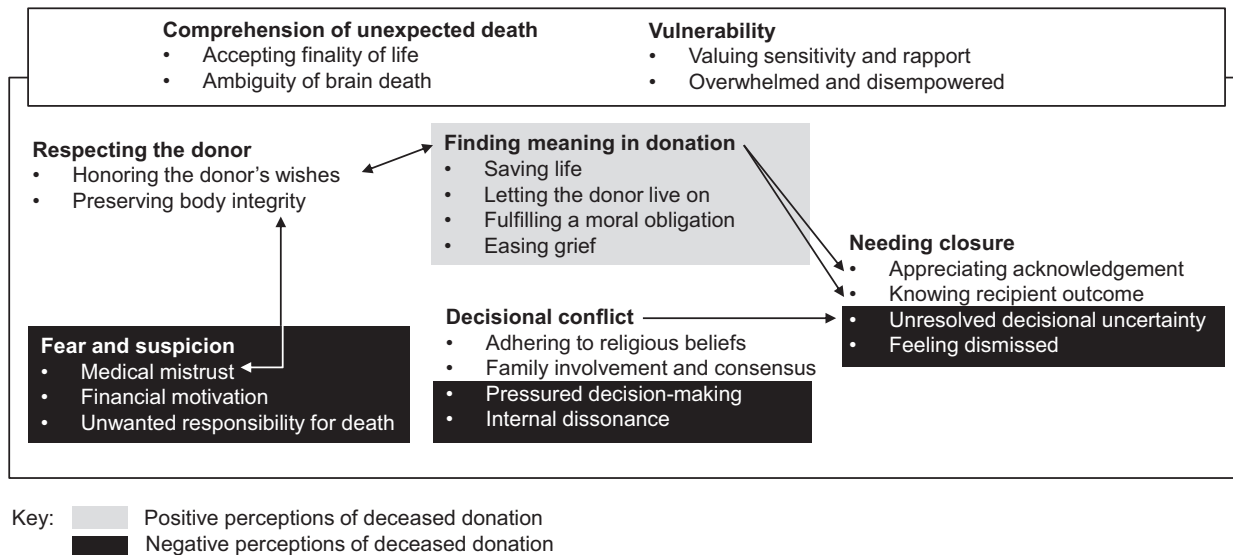 Comprehension of unexpected death
• Accepting finality of life
• Ambiguity of brain death
Vulnerability
• Valuing sensitivity and rapport
• Overwhelmed and disempowered
Respecting the donor
• Honoring the donor's wishes
• Preserving body integrity
Finding meaning in donation
• Saving life
• Letting the donor live on
• Fulfilling a moral obligation
• Easing grief
Needing closure
• Appreciating acknowledgement
• Knowing recipient outcome
• Unresolved decisional uncertainty
• Feeling dismissed
Fear and suspicion
• Medical mistrust
• Financial motivation
• Unwanted responsibility for death
Decisional conflict
• Adhering to religious beliefs
• Family involvement and consensus
• Pressured decision-making
• Internal dissonance
Key:
Positive perceptions of deceased donation
Negative perceptions of deceased donation